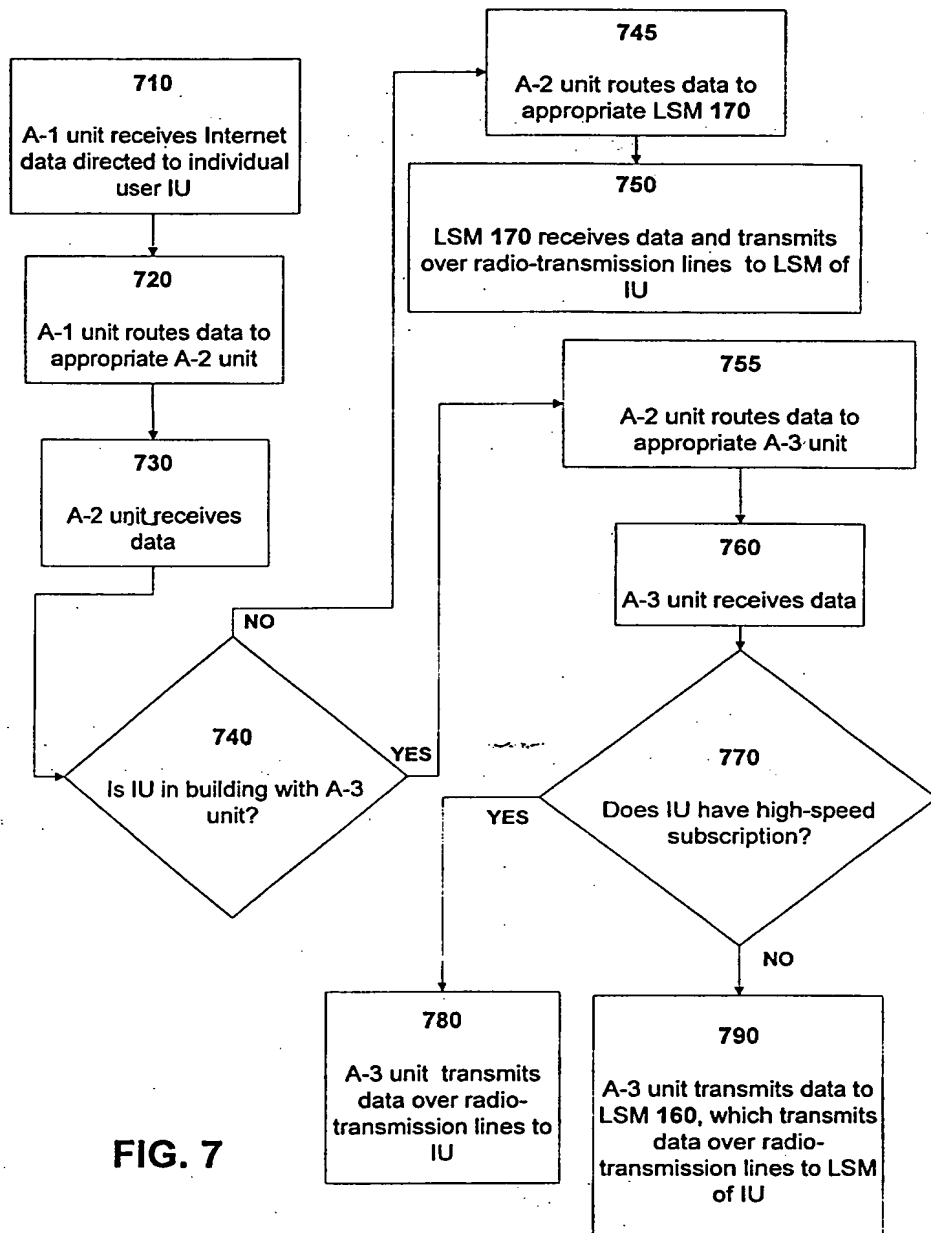 710
A-1 unit receives Internet
data directed to individual
user IU
720
A-1 unit routes data to
appropriate A-2 unit
730
A-2 unit receives
data
740
Is IU in building with A-3
unit?
NO
YES
745
A-2 unit routes data to
appropriate LSM 170
750
LSM 170 receives data and transmits
over radio-transmission lines to LSM of
IU
755
A-2 unit routes data to
appropriate A-3 unit
760
A-3 unit receives data
770
Does IU have high-speed
subscription?
YES
NO
780
A-3 unit transmits
data over radio-
transmission lines to
IU
790
A-3 unit transmits data to
LSM 160, which transmits
data over radio-
transmission lines to LSM
of IU
FIG. 7